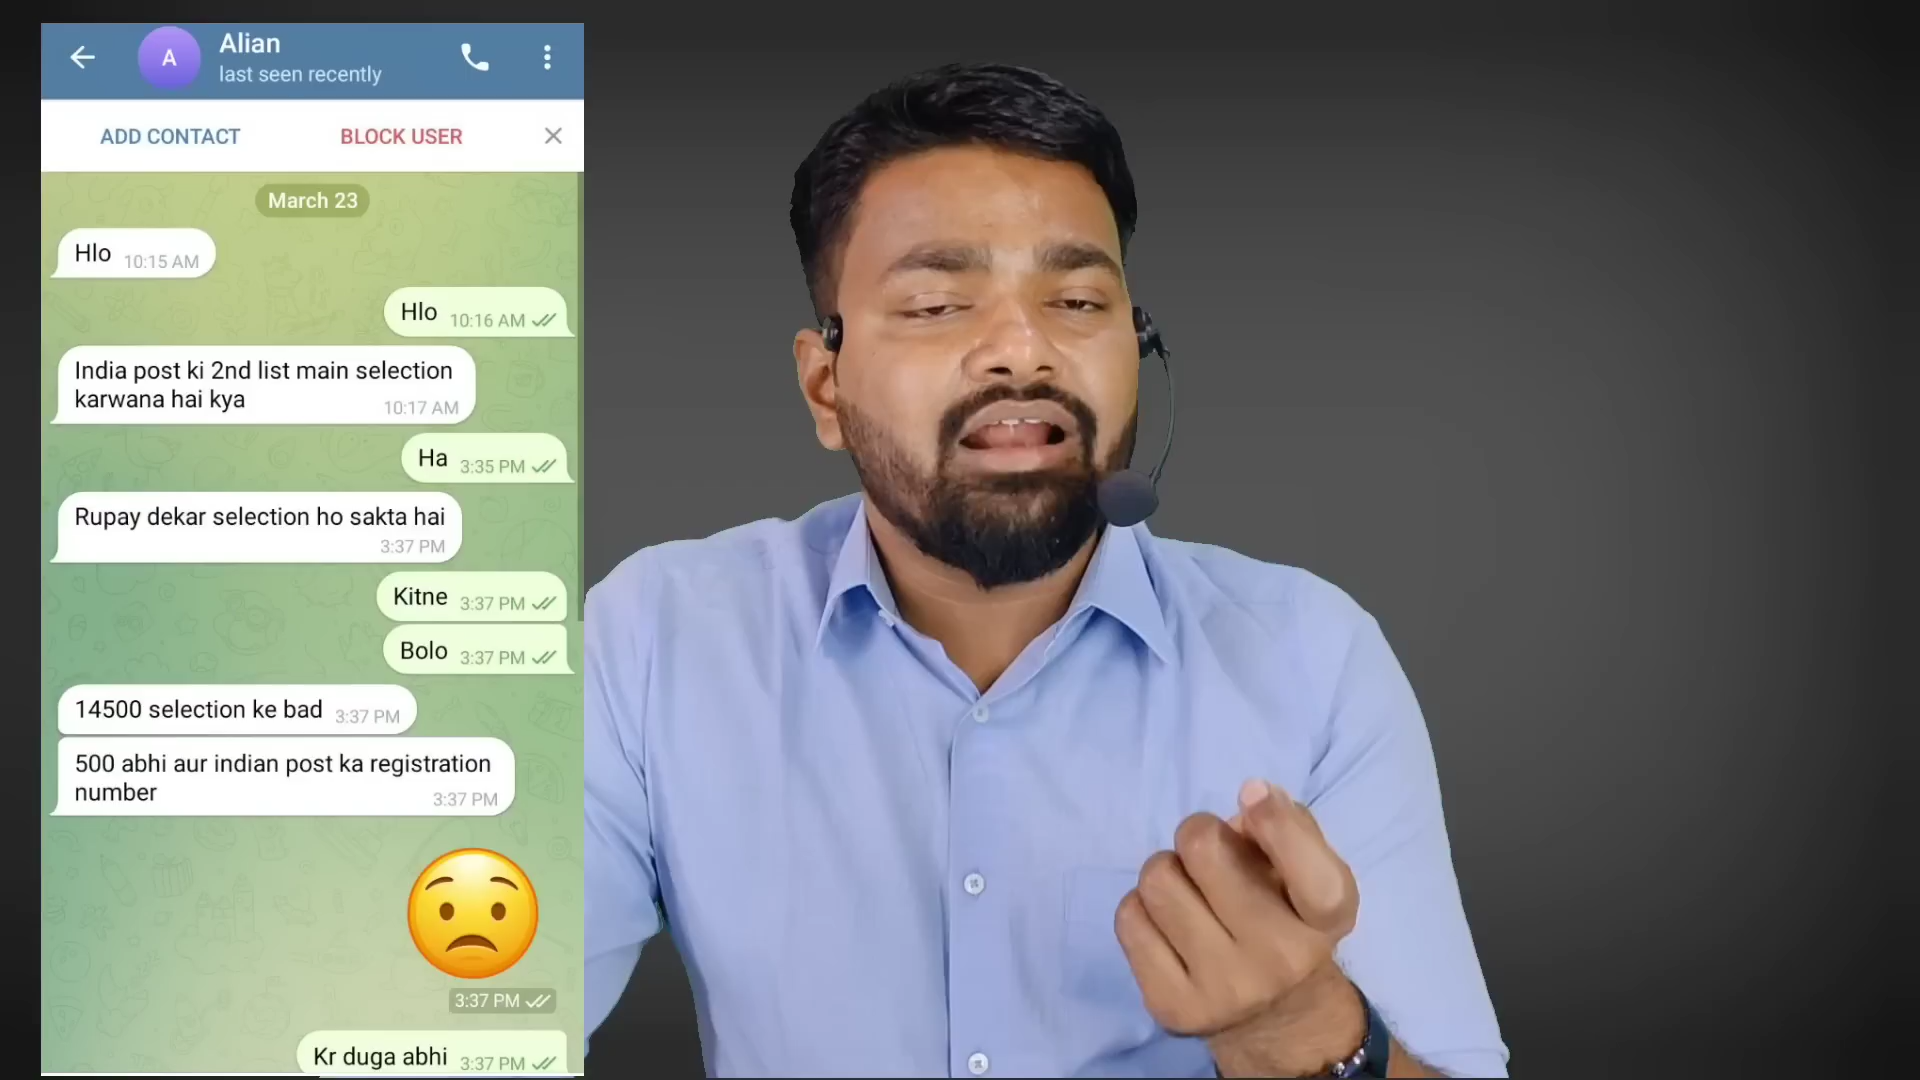 Alian
last seen recently
A
ADD CONTACT
BLOCK USER
March 23
Hlo 10:15 AM
Hlo 10:16 AM
India post ki 2nd list main selection
karwana hai kya 10:17 AM
Ha 3:35 PM
Rupay dekar selection ho sakta hai
3:37 PM
Kitne 3:37 PM
Bolo 3:37 PM
14500 selection ke bad 3:37 PM
500 abhi aur indian post ka registration
number 3:37 PM
3:37 PM
Kr duga abhi 3:37 PM